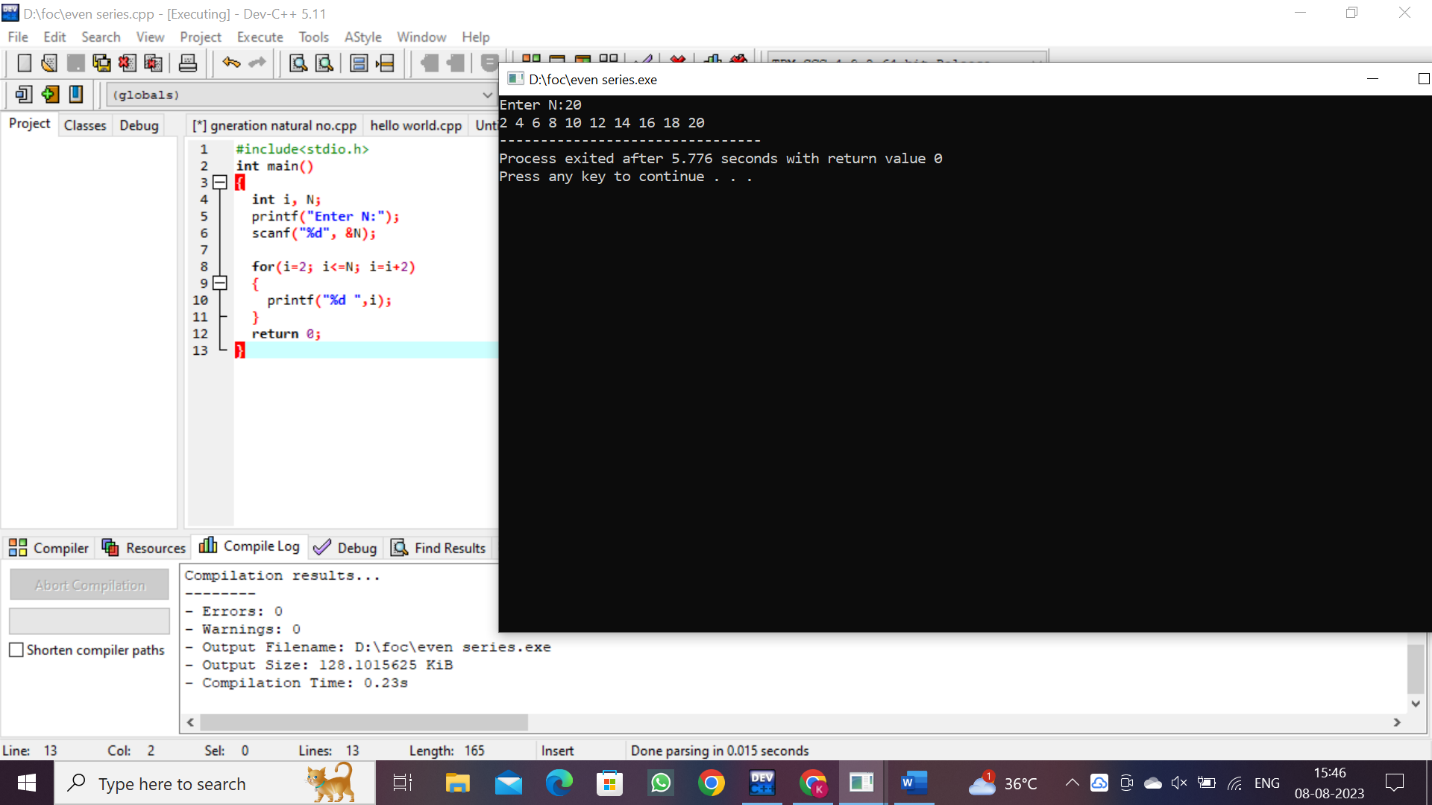 D:\foc\even series.cpp - [Executing] - Dev-C++ 5.11
File Edit Search View Project Execute Tools AStyle Window Help
D:\foc\even series.exe
(globals)
Project Classes Debug
[*] gneration natural no.cpp hello world.cpp
1 #include<stdio.h>
2 int main()
3 {
4 int i, N;
5 printf("Enter N:");
6 scanf("%d", &N);
7
8 for(i=2; i<=N; i=i+2)
9 {
10 printf("%d ",i);
11 }
12 return 0;
13 }
Enter N:20
2 4 6 8 10 12 14 16 18 20
--------------------------------
Process exited after 5.776 seconds with return value 0
Press any key to continue . . .
Compiler Resources Compile Log Debug Find Results
Abort Compilation
Shorten compiler paths
Compilation results...
--------
- Errors: 0
- Warnings: 0
- Output Filename: D:\foc\even series.exe
- Output Size: 128.1015625 KiB
- Compilation Time: 0.23s
Line: 13 Col: 2 Sel: 0 Lines: 13 Length: 165 Insert Done parsing in 0.015 seconds
Type here to search
DEV C++
K
W
1
36°C
ENG
15:46
08-08-2023